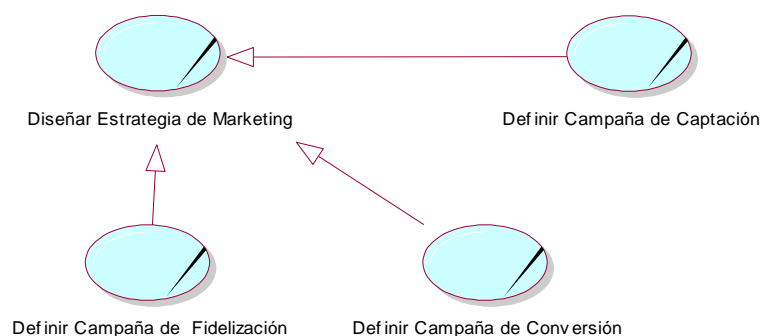 Diseñar Estrategia de Marketing
Definir Campaña de Captación
Definir Campaña de Fidelización
Definir Campaña de Conversión